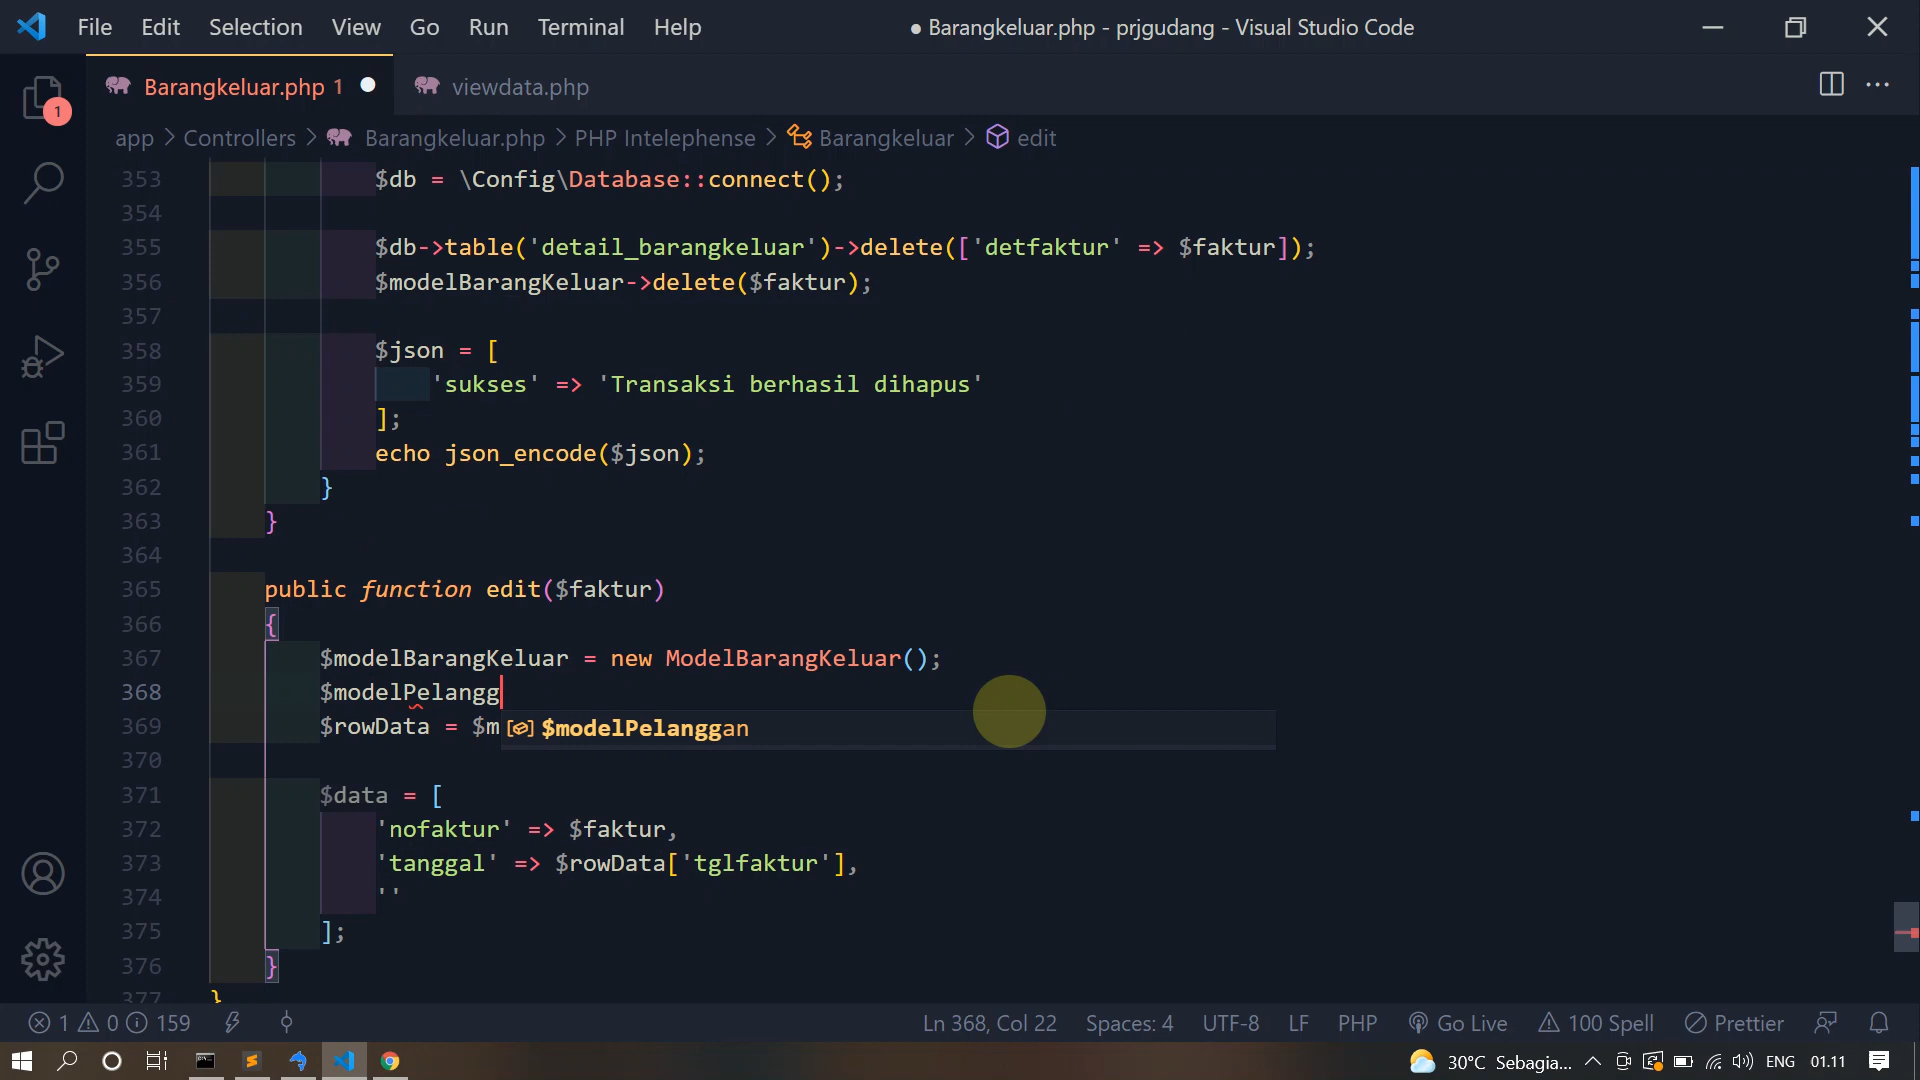 File Edit Selection View Go Run Terminal Help
● Barangkeluar.php - prjgudang - Visual Studio Code
Barangkeluar.php 1
viewdata.php
1
app > Controllers > Barangkeluar.php > PHP Intelephense > Barangkeluar > edit
353 $db = \Config\Database::connect();
354
355 $db->table('detail_barangkeluar')->delete(['detfaktur' => $faktur]);
356 $modelBarangKeluar->delete($faktur);
357
358 $json = [
359 'sukses' => 'Transaksi berhasil dihapus'
360 ];
361 echo json_encode($json);
362 }
363 }
364
365 public function edit($faktur)
366 {
367 $modelBarangKeluar = new ModelBarangKeluar();
368 $modelPelangg
369 $rowData = $m
$modelPelanggan
370
371 $data = [
372 'nofaktur' => $faktur,
373 'tanggal' => $rowData['tglfaktur'],
374 ''
375 ];
376 }
377 }
1 0 159
Ln 368, Col 22 Spaces: 4 UTF-8 LF PHP Go Live 100 Spell Prettier
30°C Sebagia... ENG 01.11